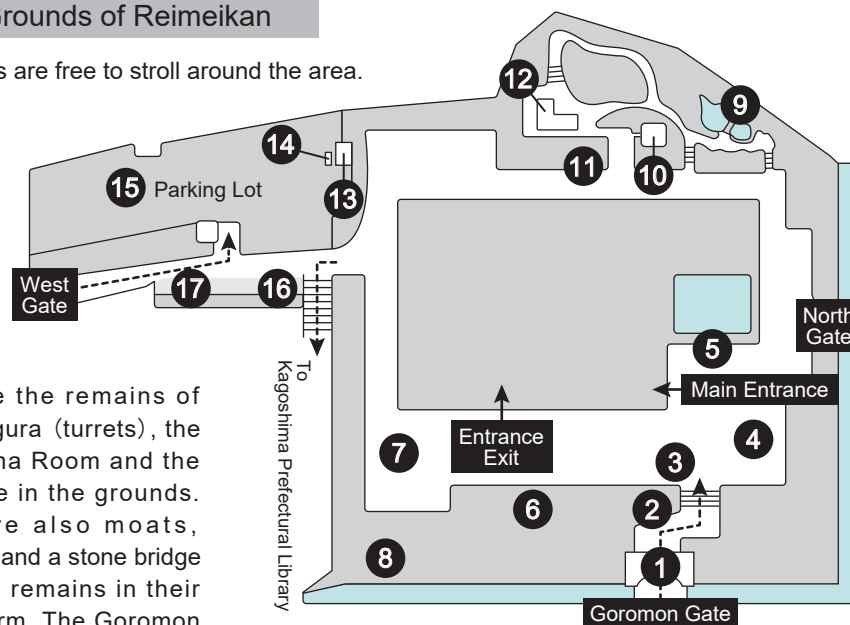 Grounds of Reimeikan
s are free to stroll around the area.
12
9
14
11
10
15 Parking Lot
13
West
Gate
17
16
North
Gate
5
Main Entrance
To
Kagoshima Prefectural Library
Entrance
Exit
7
4
3
6
2
8
1
Goromon Gate
e the remains of
gura (turrets), the
ma Room and the
e in the grounds.
re also moats,
and a stone bridge
remains in their
rm. The Goromon